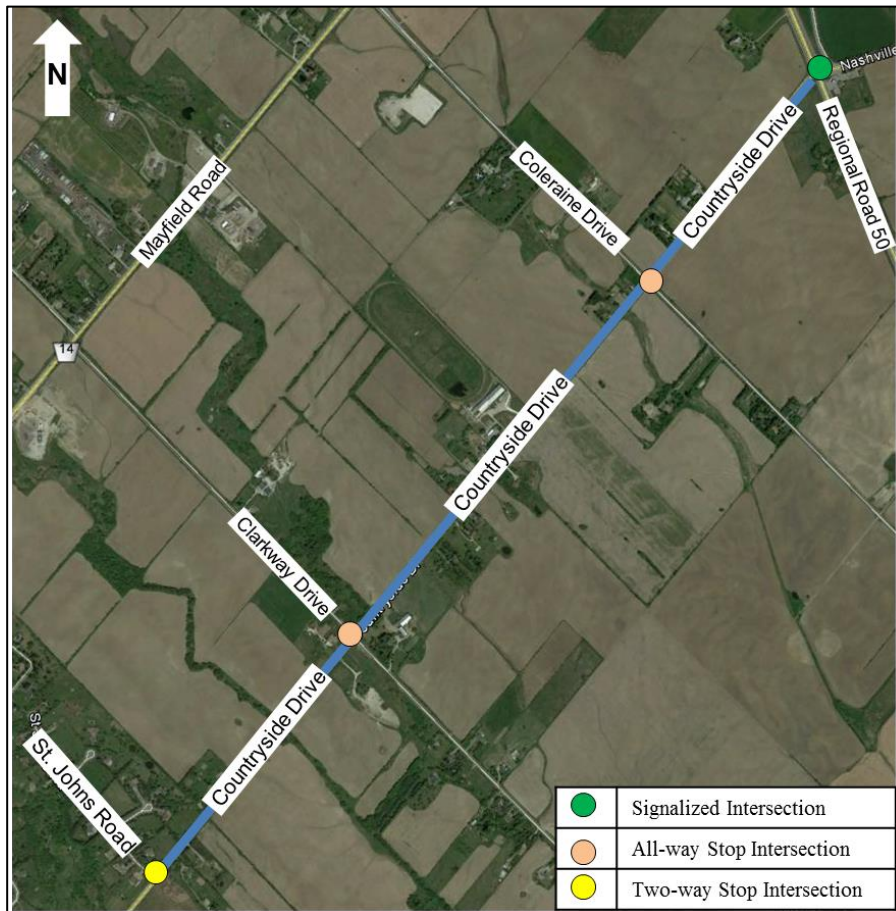 N
Nashville
Countryside Drive
Regional Road 50
Coleraine Drive
Mayfield Road
14
Countryside Drive
Clarkway Drive
Countryside Drive
St. Johns Road
Signalized Intersection
All-way Stop Intersection
Two-way Stop Intersection